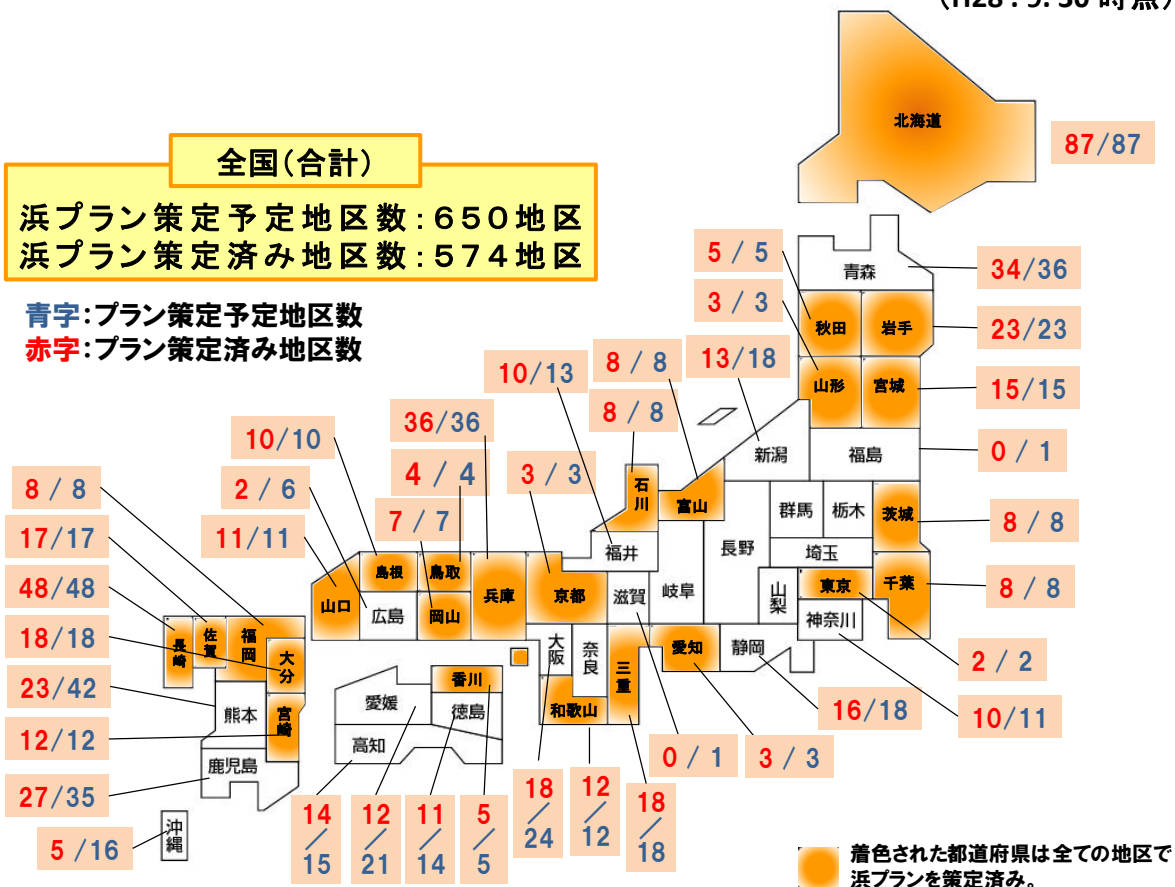 (H28.9.30時点)
全国(合計)
浜プラン策定予定地区数:650地区
浜プラン策定済み地区数:574地区
青字:プラン策定予定地区数
赤字:プラン策定済み地区数
北海道
87/87
5 / 5
青森
34/36
3 / 3
秋田
岩手
23/23
8 / 8
13/18
山形
宮城
15/15
10/13
8 / 8
36/36
新潟
福島
0 / 1
10/10
4 / 4
3 / 3
石川
富山
群馬
栃木
茨城
8 / 8
8 / 8
2 / 6
7 / 7
福井
長野
埼玉
17/17
11/11
島根
鳥取
兵庫
京都
滋賀
岐阜
山梨
東京
千葉
8 / 8
48/48
山口
広島
岡山
神奈川
18/18
長崎
佐賀
福岡
大分
大阪
奈良
三重
愛知
静岡
2 / 2
23/42
熊本
宮崎
香川
愛媛
徳島
和歌山
16/18
10/11
12/12
高知
0 / 1
3 / 3
鹿児島
27/35
沖縄
5 /16
14/15
12/21
11/14
5/5
18/24
12/12
18/18
着色された都道府県は全ての地区で
浜プランを策定済み。